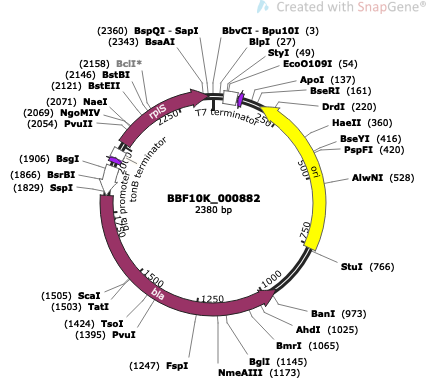 Created with SnapGene®
(2360) BspQI - SapI
(2343) BsaAI
BbvCI - Bpu10I (3)
BlpI (27)
StyI (49)
EcoO109I (54)
(2158) BclI*
(2146) BstBI
(2121) BstEII
(2071) NaeI
(2069) NgoMIV
(2054) PvuII
ApoI (137)
BseRI (161)
DrdI (220)
HaeII (360)
BseYI (416)
PspFI (420)
AlwNI (528)
rplS
T7 terminator
2250
250
500
ori
750
(1906) BsgI
(1866) BsrBI
(1829) SspI
tonB terminator
bla promoter
1750
BBF10K_000882
2380 bp
StuI (766)
1000
1250
1500
bla
(1505) ScaI
(1503) TatI
(1424) TsoI
(1395) PvuI
(1247) FspI
BanI (973)
AhdI (1025)
BmrI (1065)
BglI (1145)
NmeAIII (1173)